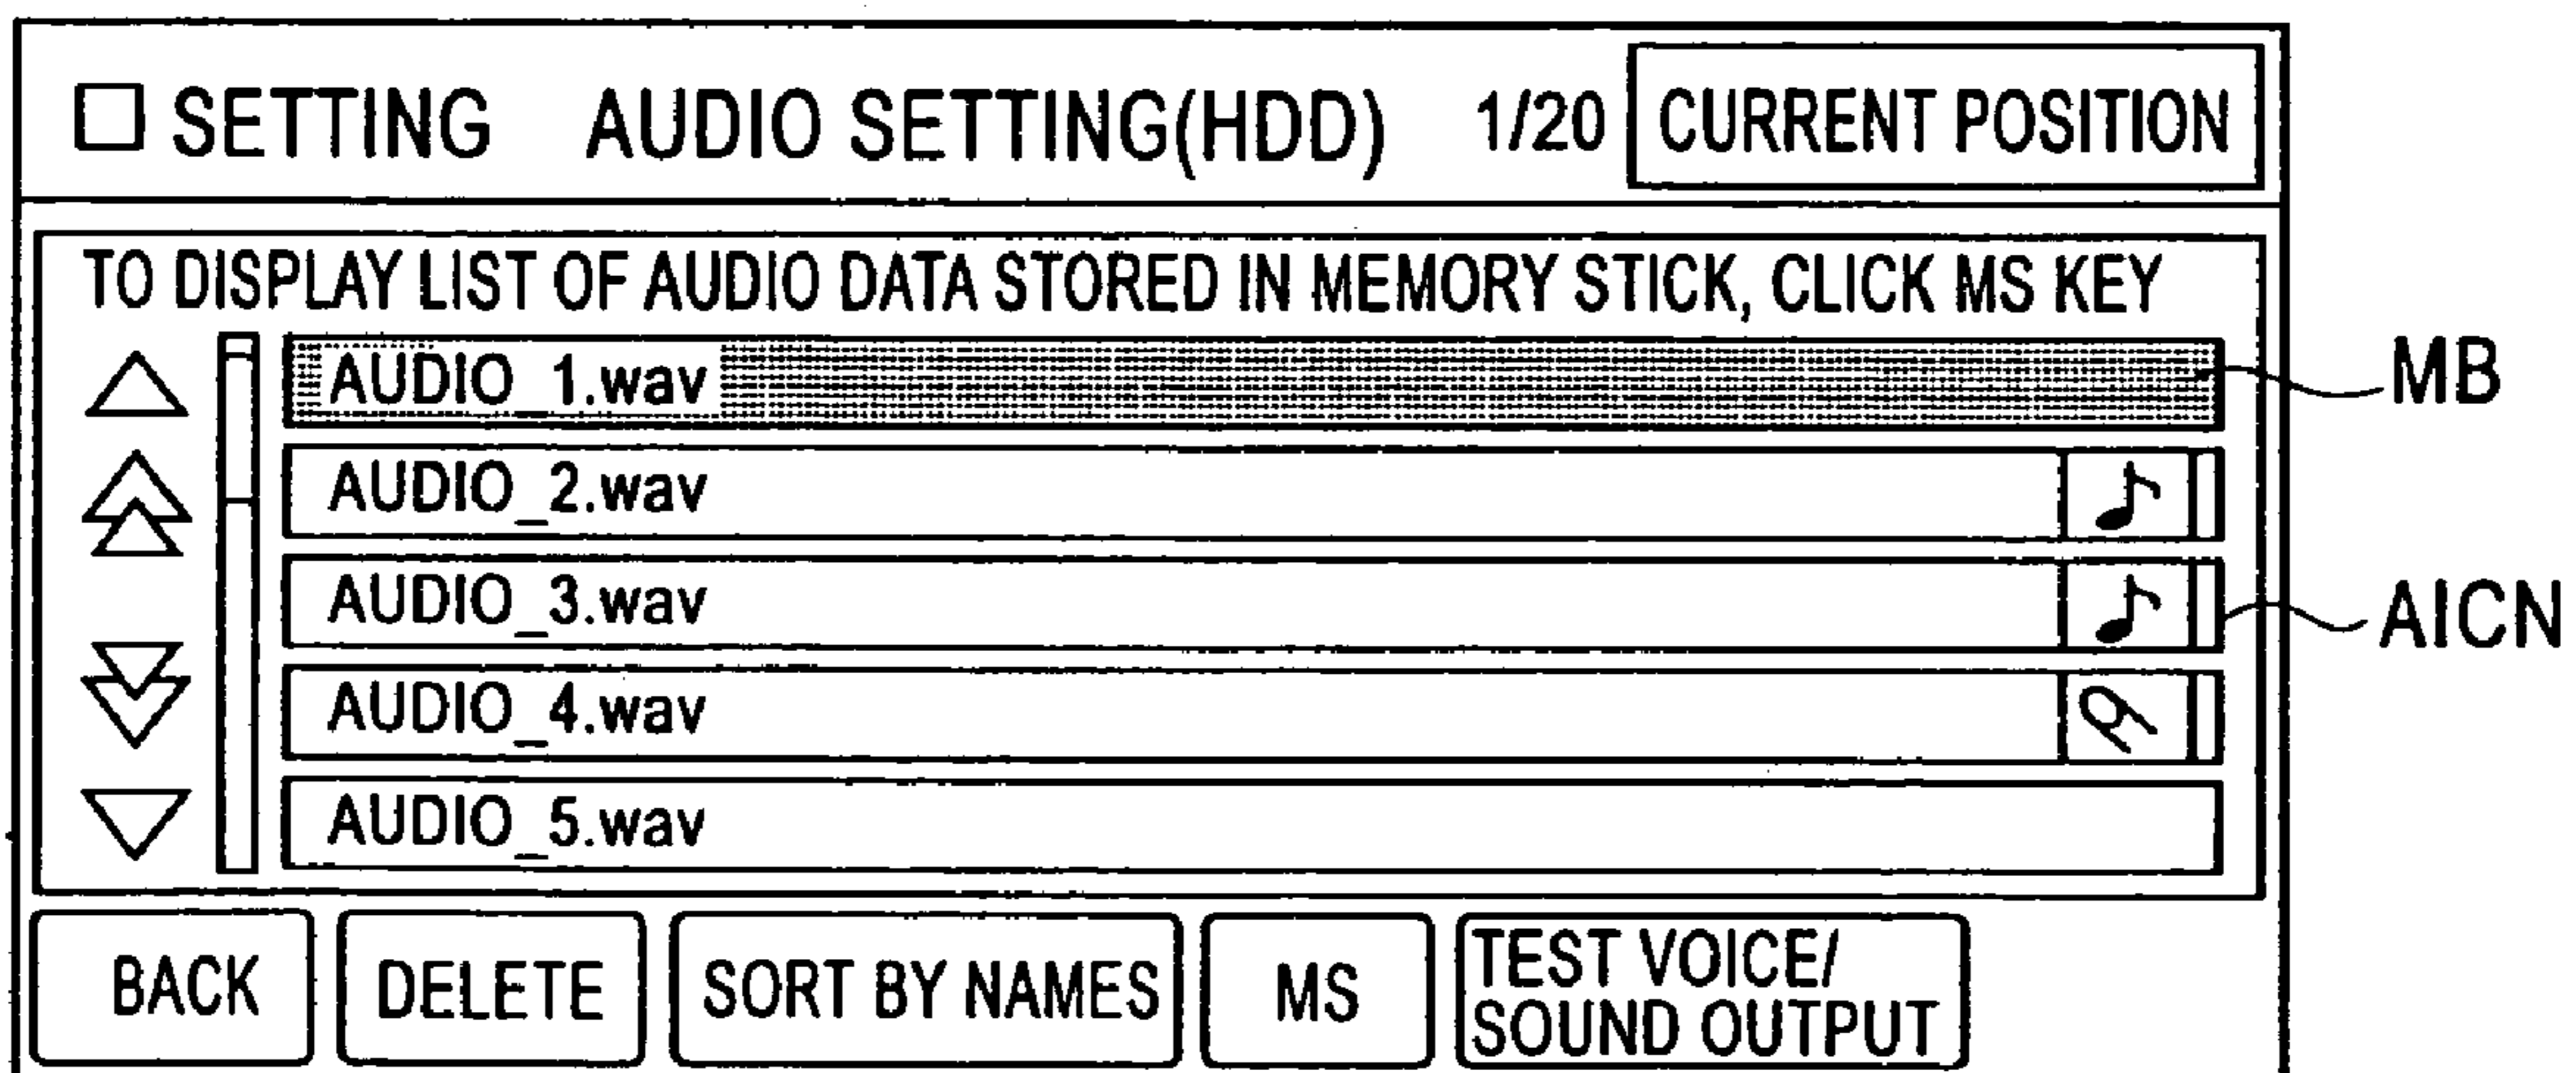 SETTING AUDIO SETTING(HDD) 1/20 CURRENT POSITION
TO DISPLAY LIST OF AUDIO DATA STORED IN MEMORY STICK, CLICK MS KEY
AUDIO_1.wav
MB
AUDIO_2.wav
AUDIO_3.wav
AICN
AUDIO_4.wav
AUDIO_5.wav
BACK DELETE SORT BY NAMES MS TEST VOICE/
SOUND OUTPUT